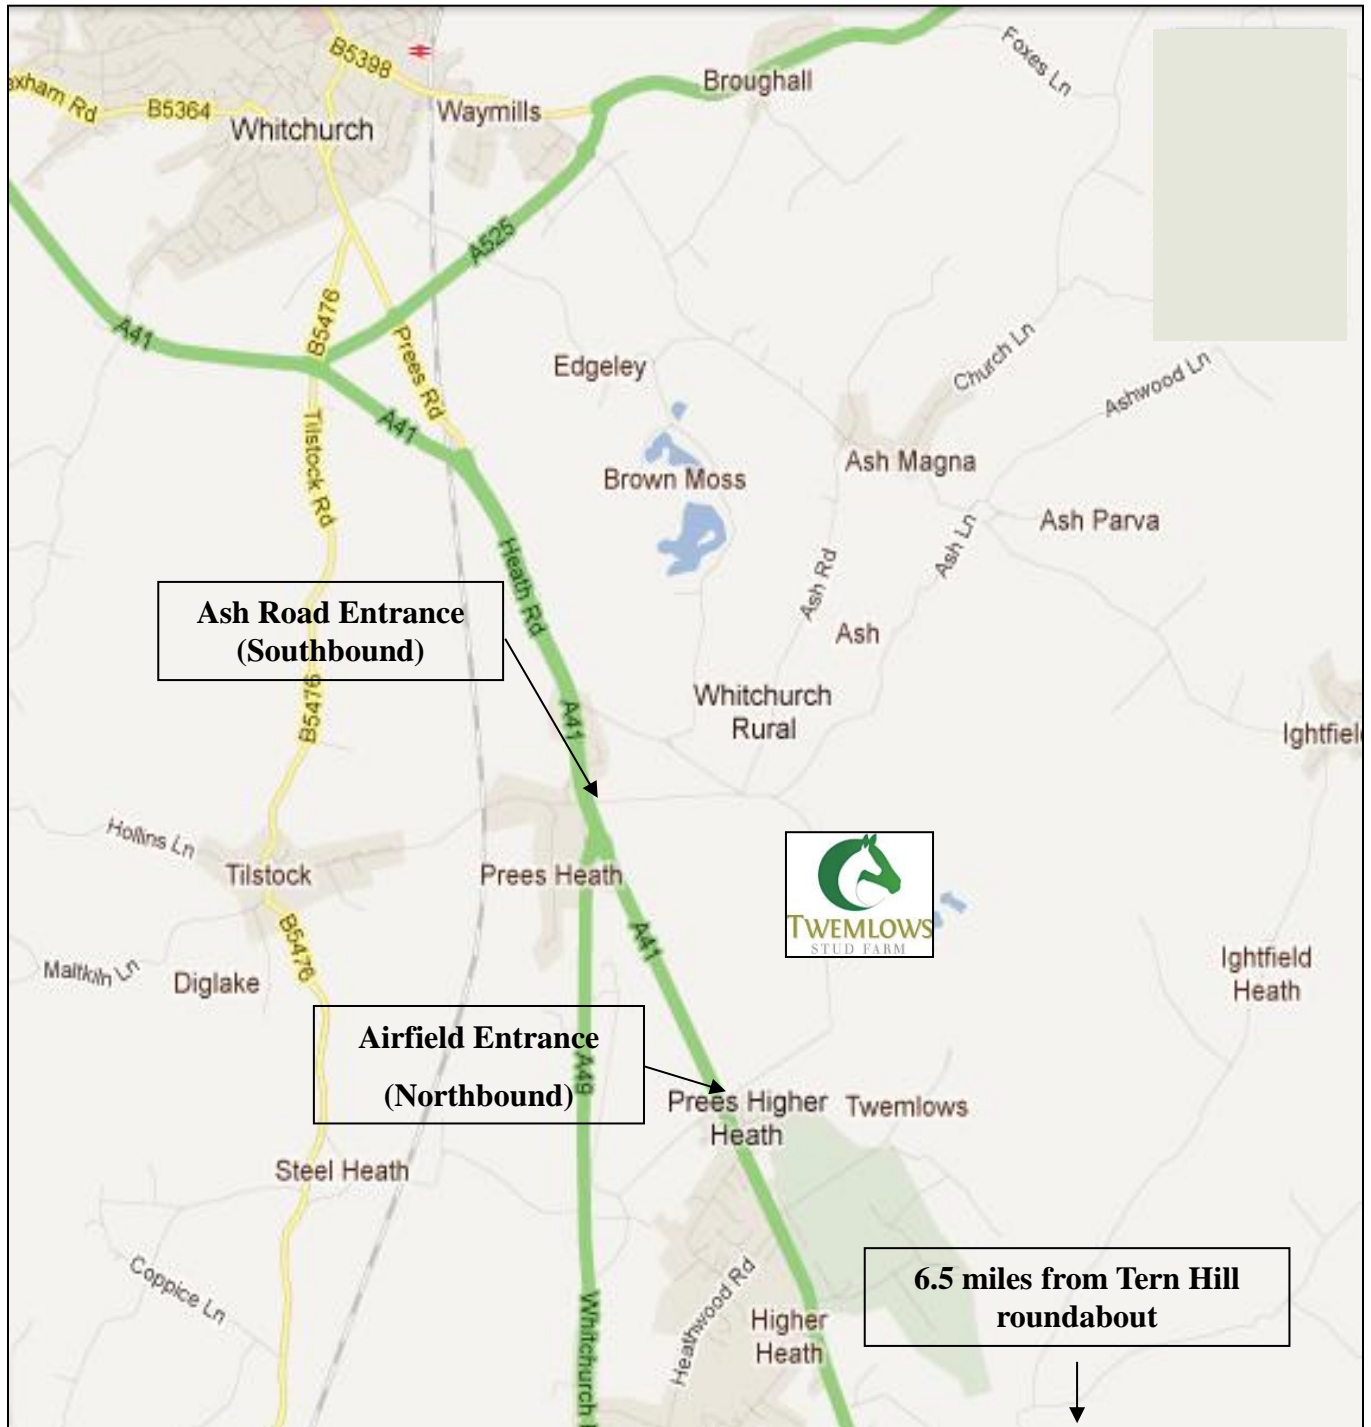 B5398
Foxes Ln
Broughall
exham Rd
B5364
Waymills
Whitchurch
A525
B5476
A41
Prees Rd
Church Ln
Edgeley
Ashwood Ln
A41
Tilstock Rd
Ash Magna
Brown Moss
Ash Parva
Ash Ln
Heath Rd
Ash Rd
Ash Road Entrance
(Southbound)
Ash
B5476
A41
Whitchurch
Rural
Ightfiel
Hollins Ln
Tilstock
Prees Heath
TWEMLOWS
STUD FARM
B5476
A41
Maltkiln Ln
Diglake
Ightfield
Heath
Airfield Entrance
(Northbound)
A49
Prees Higher
Heath
Twemlows
Steel Heath
Coppice Ln
6.5 miles from Tern Hill
roundabout
Whitchurch
Heathwood Rd
Higher
Heath